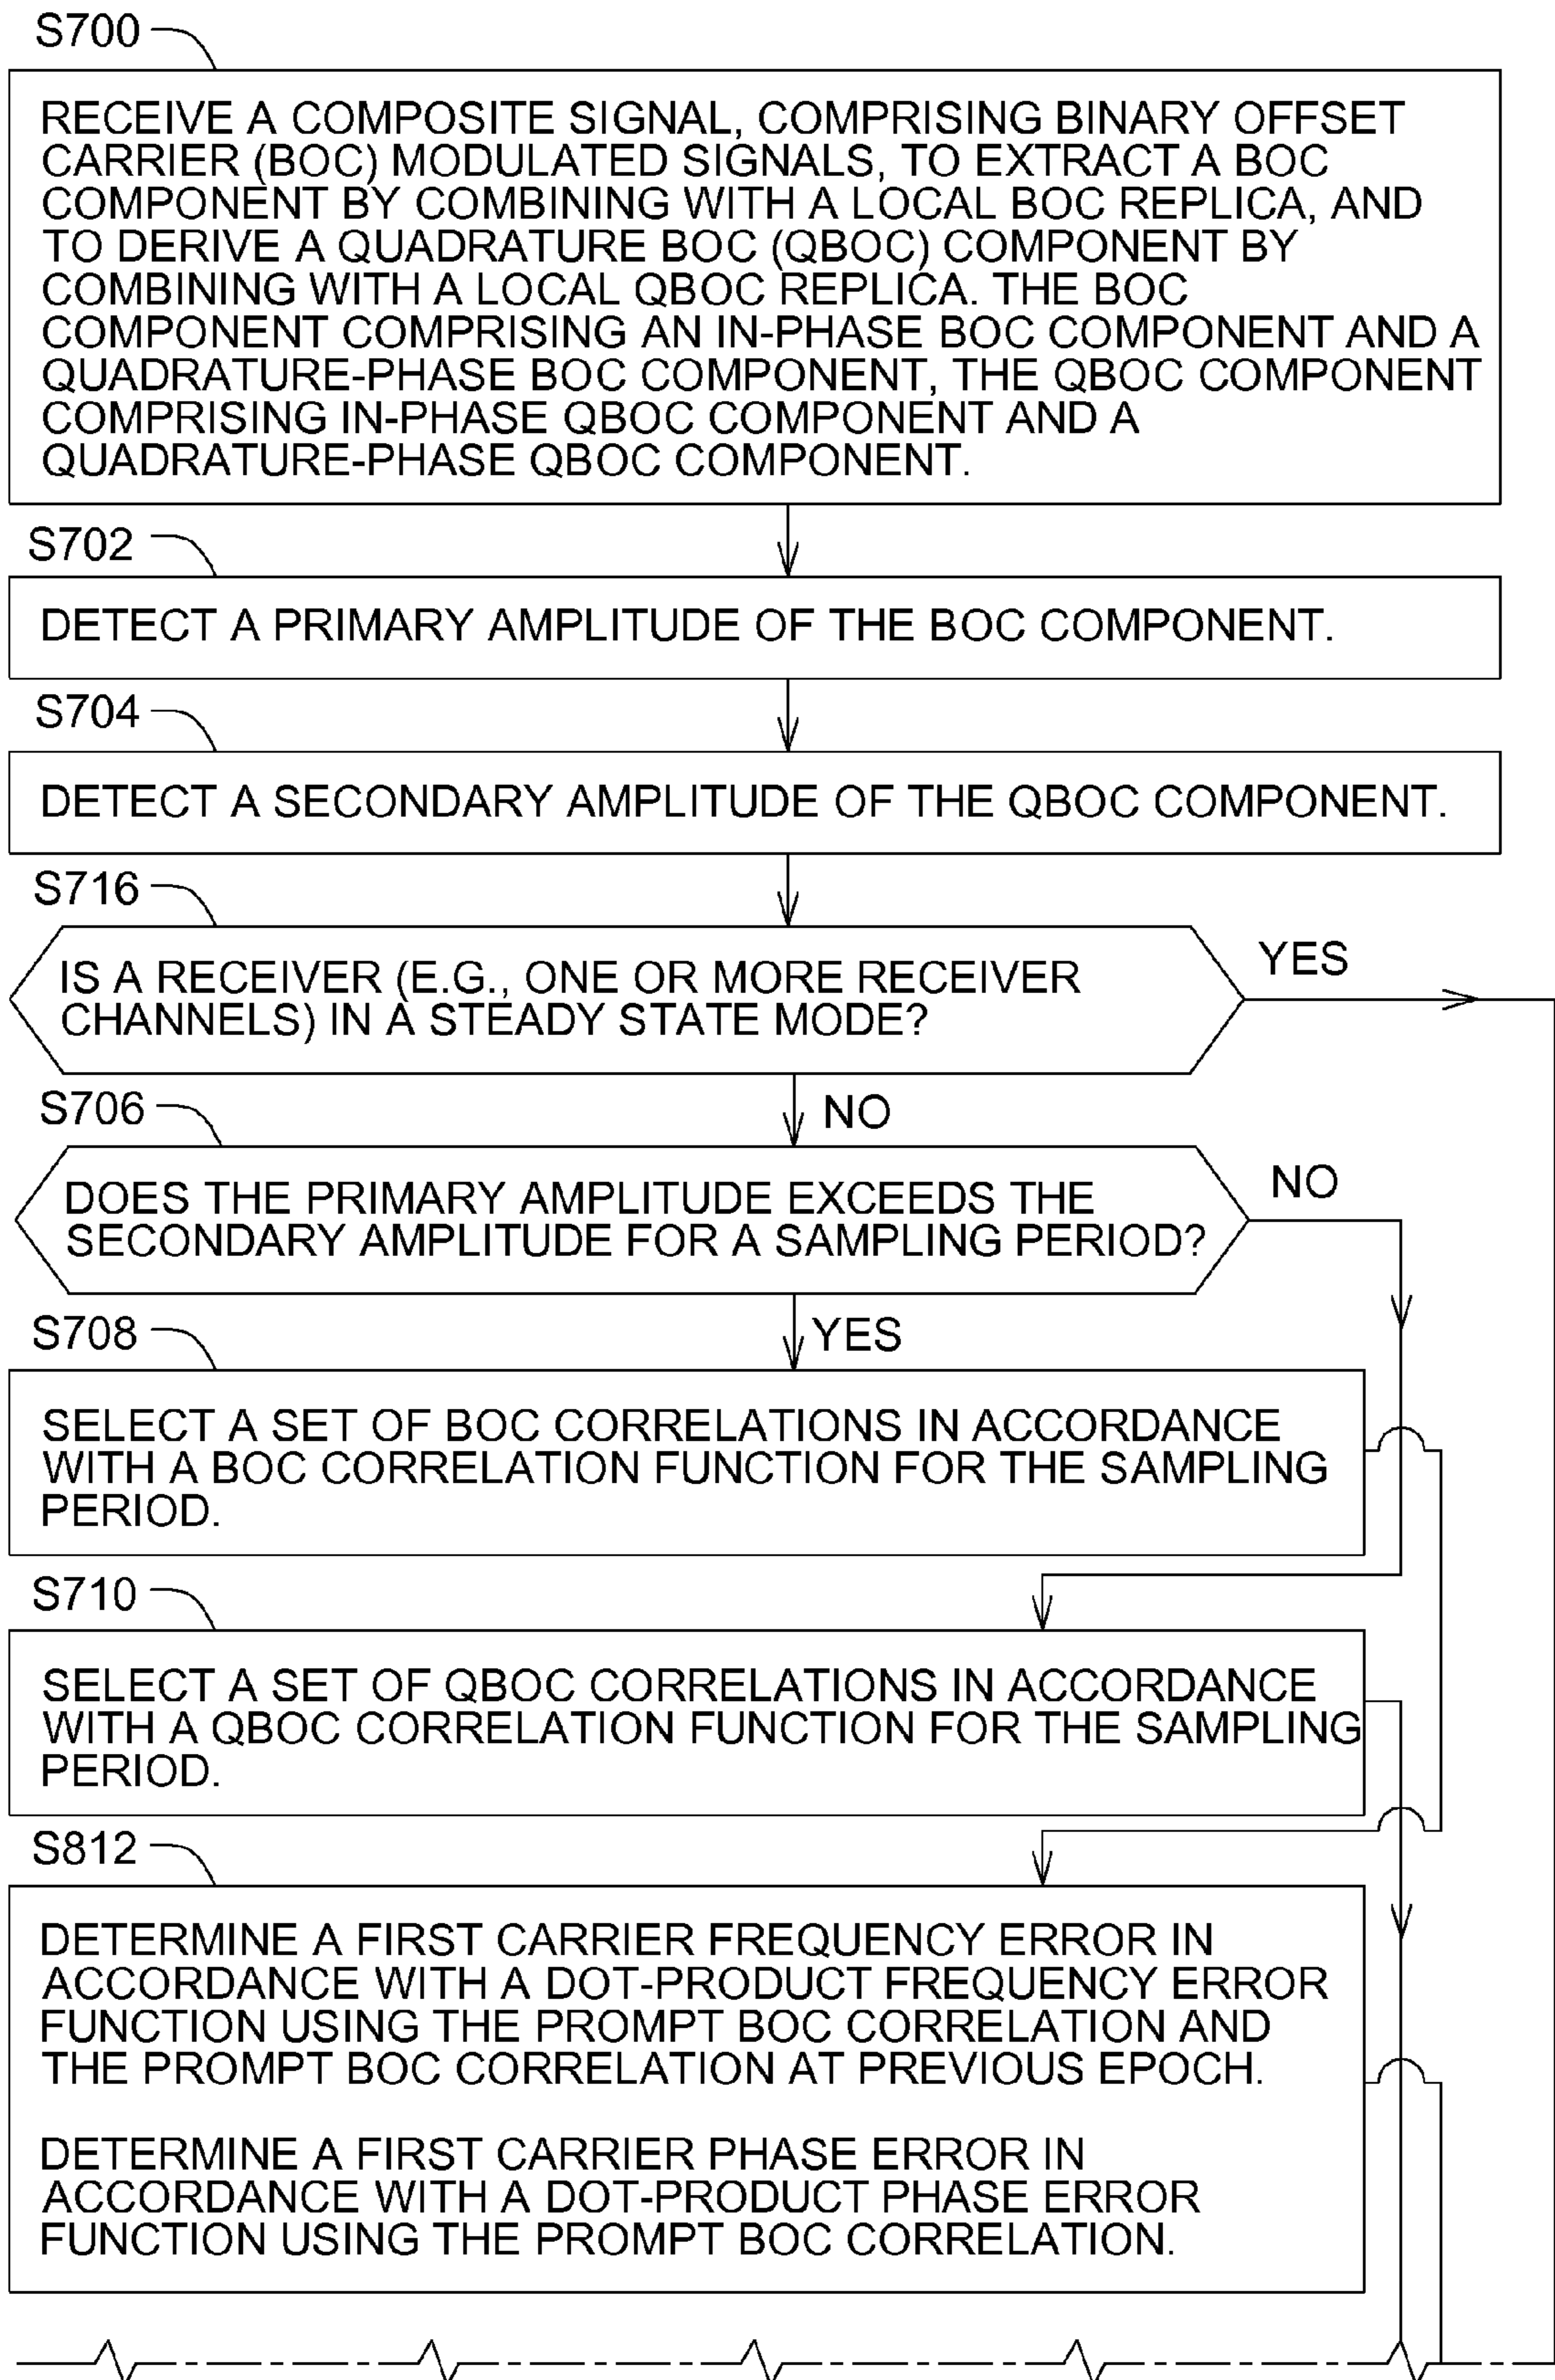 S700
RECEIVE A COMPOSITE SIGNAL, COMPRISING BINARY OFFSET
CARRIER (BOC) MODULATED SIGNALS, TO EXTRACT A BOC
COMPONENT BY COMBINING WITH A LOCAL BOC REPLICA, AND
TO DERIVE A QUADRATURE BOC (QBOC) COMPONENT BY
COMBINING WITH A LOCAL QBOC REPLICA. THE BOC
COMPONENT COMPRISING AN IN-PHASE BOC COMPONENT AND A
QUADRATURE-PHASE BOC COMPONENT, THE QBOC COMPONENT
COMPRISING IN-PHASE QBOC COMPONENT AND A
QUADRATURE-PHASE QBOC COMPONENT.
S702
DETECT A PRIMARY AMPLITUDE OF THE BOC COMPONENT.
S704
DETECT A SECONDARY AMPLITUDE OF THE QBOC COMPONENT.
S716
IS A RECEIVER (E.G., ONE OR MORE RECEIVER
CHANNELS) IN A STEADY STATE MODE?
YES
NO
S706
DOES THE PRIMARY AMPLITUDE EXCEEDS THE
SECONDARY AMPLITUDE FOR A SAMPLING PERIOD?
NO
YES
S708
SELECT A SET OF BOC CORRELATIONS IN ACCORDANCE
WITH A BOC CORRELATION FUNCTION FOR THE SAMPLING
PERIOD.
S710
SELECT A SET OF QBOC CORRELATIONS IN ACCORDANCE
WITH A QBOC CORRELATION FUNCTION FOR THE SAMPLING
PERIOD.
S812
DETERMINE A FIRST CARRIER FREQUENCY ERROR IN
ACCORDANCE WITH A DOT-PRODUCT FREQUENCY ERROR
FUNCTION USING THE PROMPT BOC CORRELATION AND
THE PROMPT BOC CORRELATION AT PREVIOUS EPOCH.
DETERMINE A FIRST CARRIER PHASE ERROR IN
ACCORDANCE WITH A DOT-PRODUCT PHASE ERROR
FUNCTION USING THE PROMPT BOC CORRELATION.